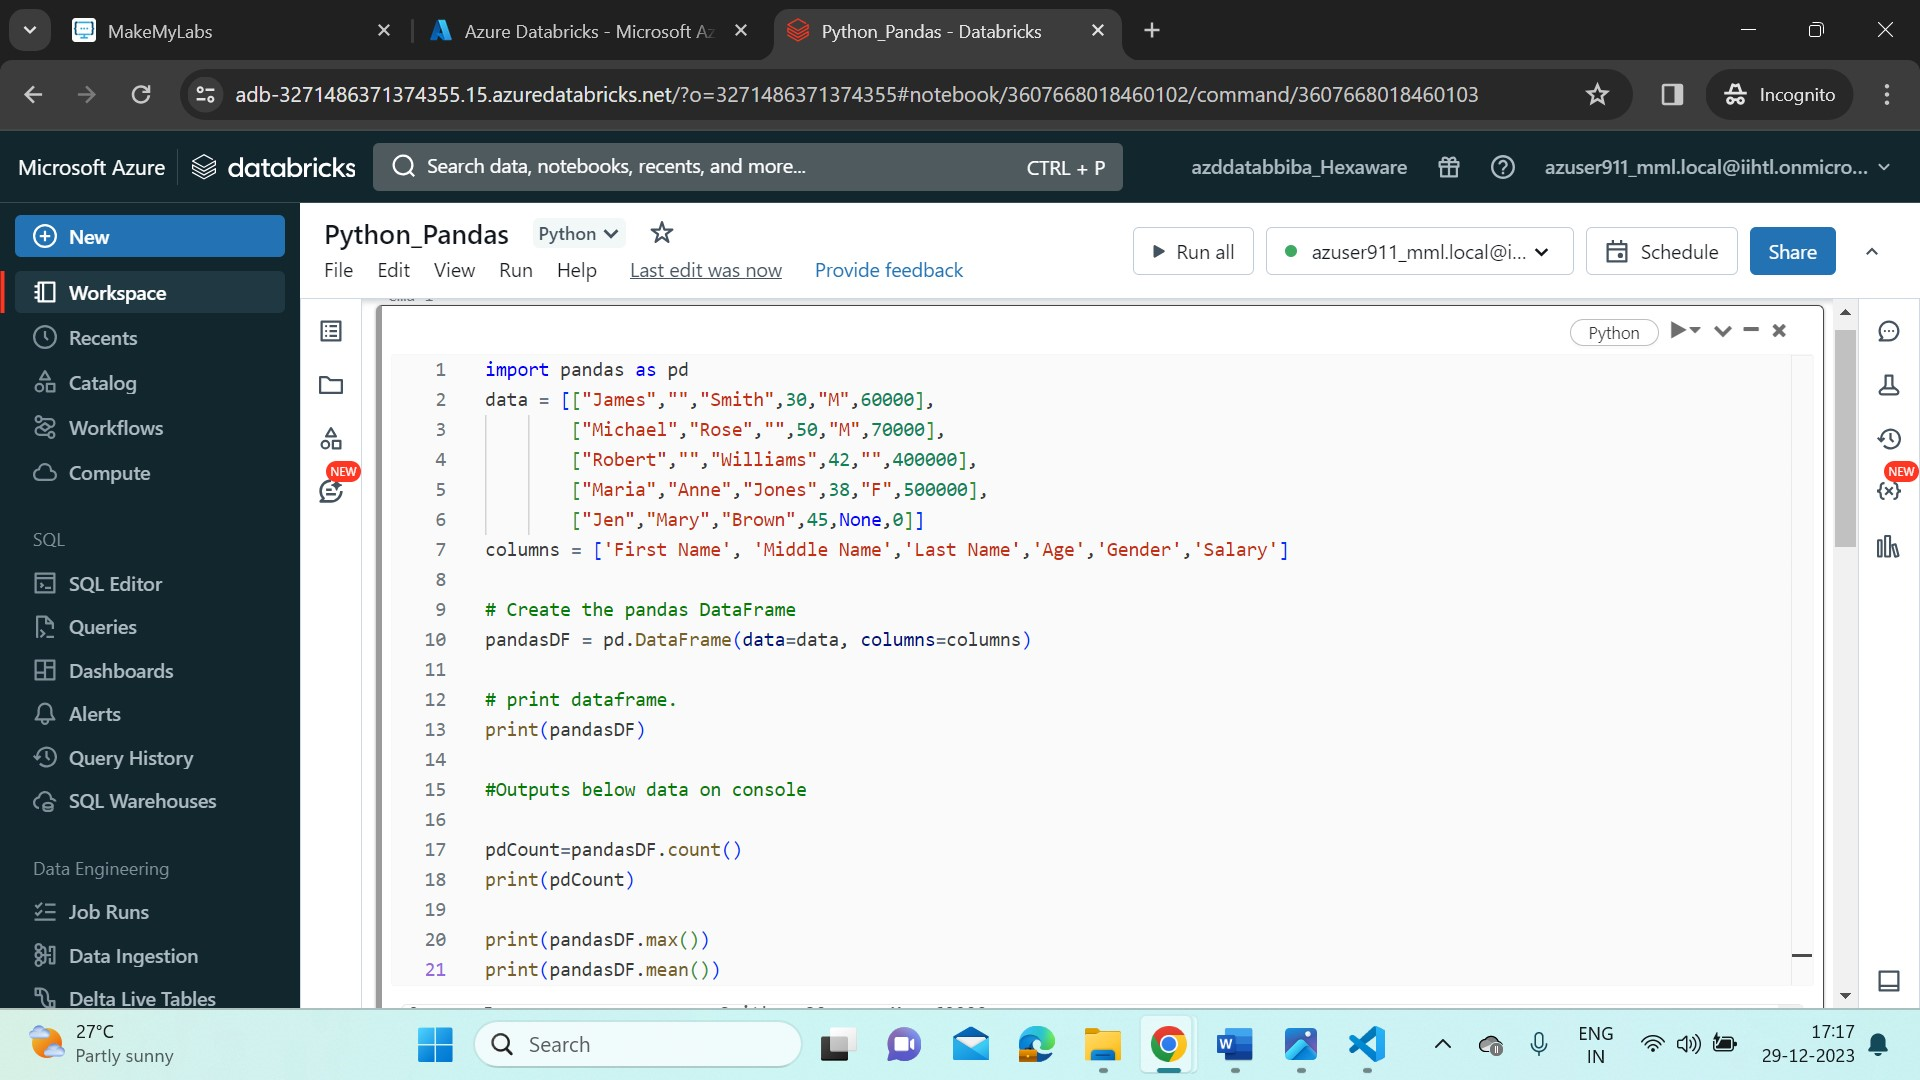 MakeMyLabs
Azure Databricks - Microsoft Az
Python_Pandas - Databricks
adb-3271486371374355.15.azuredatabricks.net/?o=3271486371374355#notebook/3607668018460102/command/3607668018460103
Incognito
Microsoft Azure
databricks
Search data, notebooks, recents, and more...
CTRL + P
azddatabbiba_Hexaware
azuser911_mml.local@iihtl.onmicro...
New
Workspace
Recents
Catalog
Workflows
Compute
SQL
SQL Editor
Queries
Dashboards
Alerts
Query History
SQL Warehouses
Data Engineering
Job Runs
Data Ingestion
Delta Live Tables
Python_Pandas
Python
File Edit View Run Help Last edit was now Provide feedback
Run all
azuser911_mml.local@i...
Schedule
Share
NEW
NEW
Python
1 import pandas as pd
2 data = [["James","","Smith",30,"M",60000],
3 ["Michael","Rose","",50,"M",70000],
4 ["Robert","","Williams",42,"",400000],
5 ["Maria","Anne","Jones",38,"F",500000],
6 ["Jen","Mary","Brown",45,None,0]]
7 columns = ['First Name', 'Middle Name','Last Name','Age','Gender','Salary']
8
9 # Create the pandas DataFrame
10 pandasDF = pd.DataFrame(data=data, columns=columns)
11
12 # print dataframe.
13 print(pandasDF)
14
15 #Outputs below data on console
16
17 pdCount=pandasDF.count()
18 print(pdCount)
19
20 print(pandasDF.max())
21 print(pandasDF.mean())
27°C
Partly sunny
Search
ENG
IN
17:17
29-12-2023